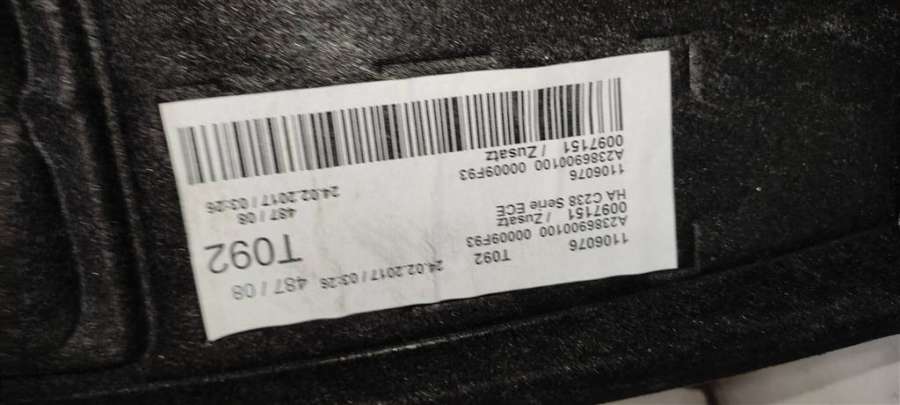 1106076 T092 24.02.2017 / 03:26 487 / 08
A2386900100 00009F93
0097151 / Zusatz
HA C238 Serie ECE
T092
1106076 487 / 08
A2386900100 00009F93 24.02.2017 / 03:26
0097151 / Zusatz